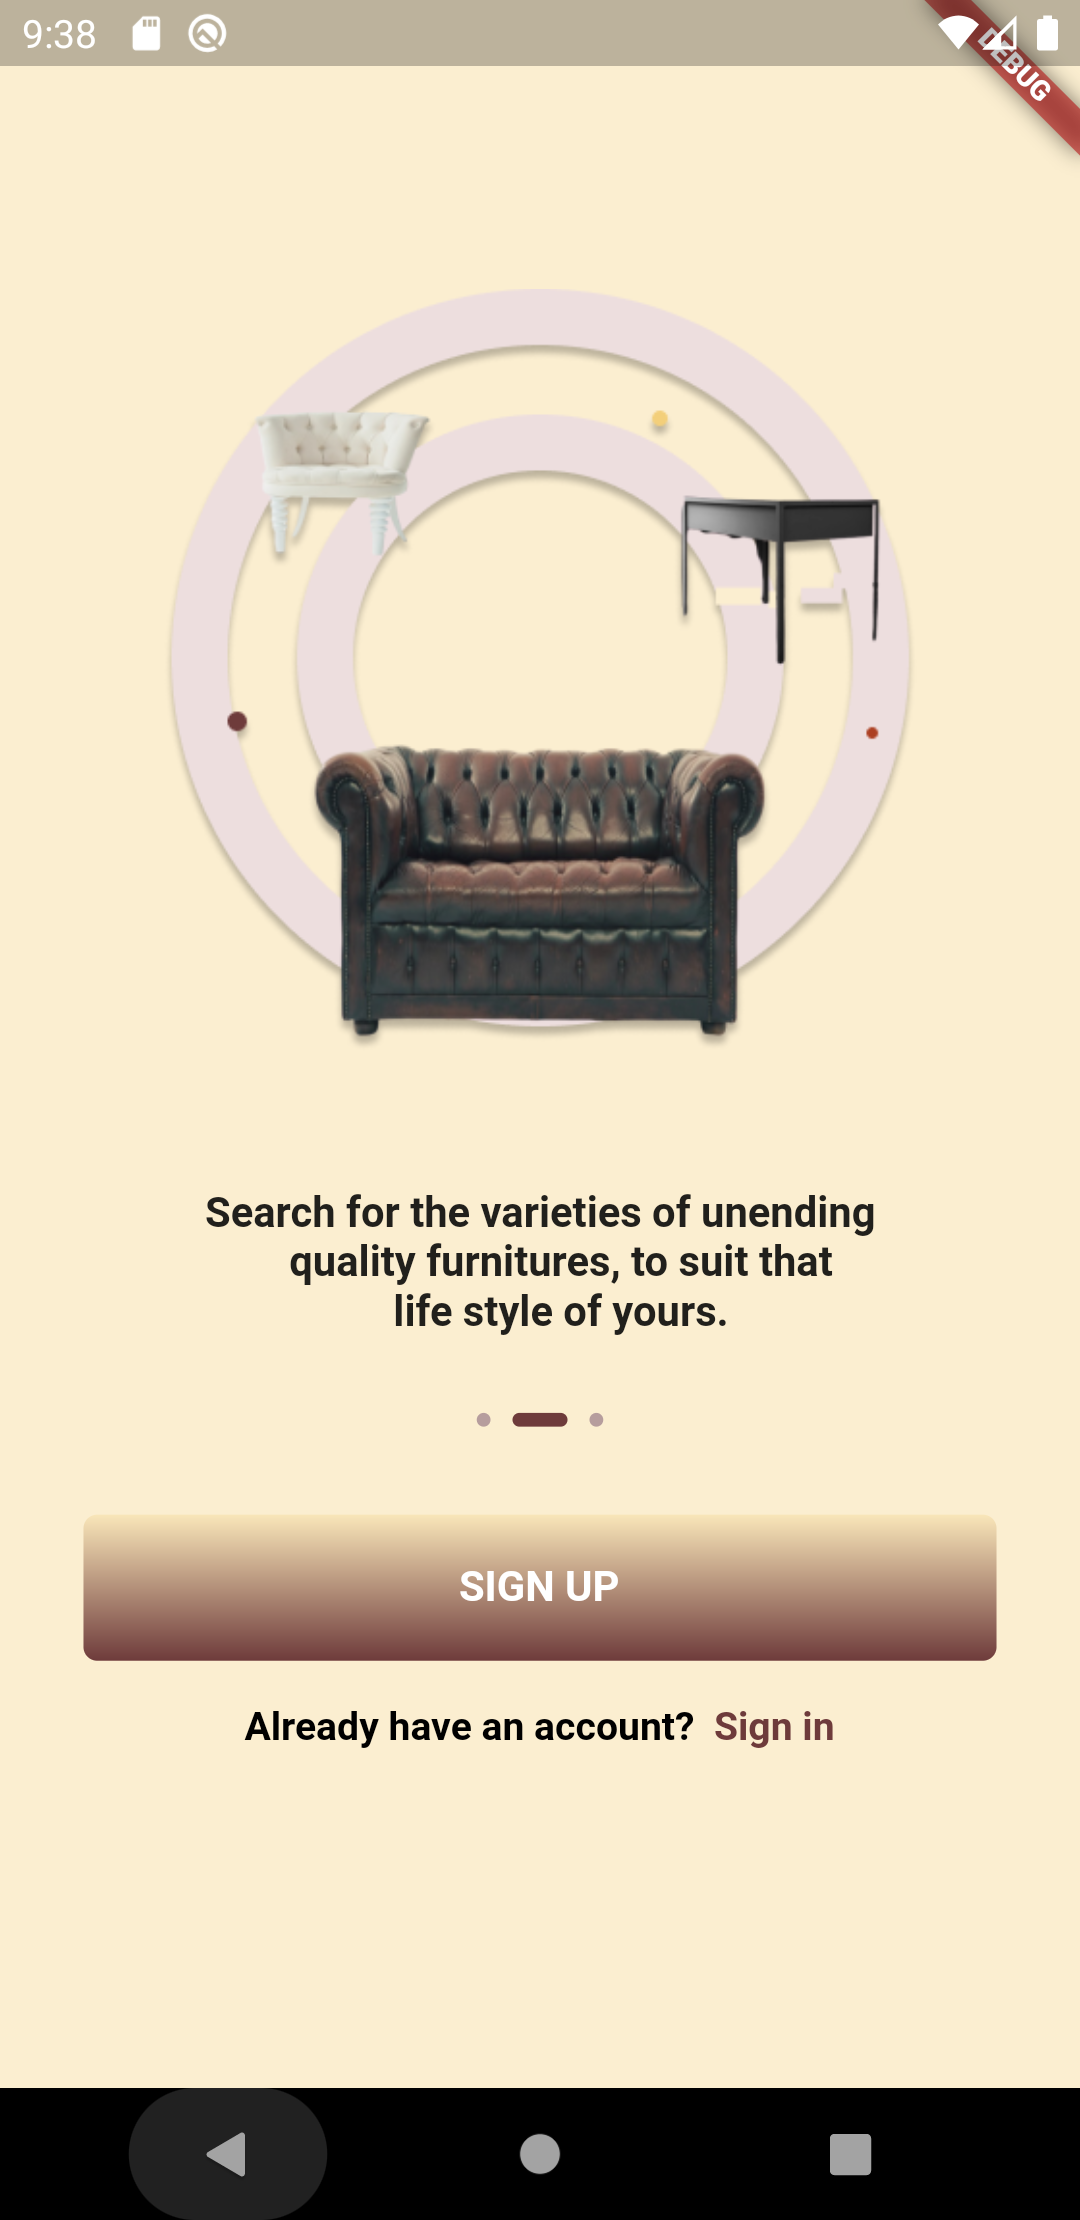 9:38
DEBUG
Search for the varieties of unending
quality furnitures, to suit that
life style of yours.
SIGN UP
Already have an account? Sign in